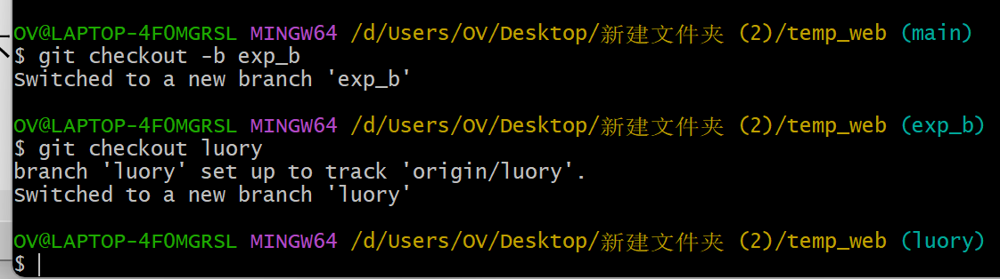 OV@LAPTOP-4F0MGRSL MINGW64 /d/Users/OV/Desktop/新建文件夹 (2)/temp_web (main)
$ git checkout -b exp_b
Switched to a new branch 'exp_b'
OV@LAPTOP-4F0MGRSL MINGW64 /d/Users/OV/Desktop/新建文件夹 (2)/temp_web (exp_b)
$ git checkout luory
branch 'luory' set up to track 'origin/luory'.
Switched to a new branch 'luory'
OV@LAPTOP-4F0MGRSL MINGW64 /d/Users/OV/Desktop/新建文件夹 (2)/temp_web (luory)
$